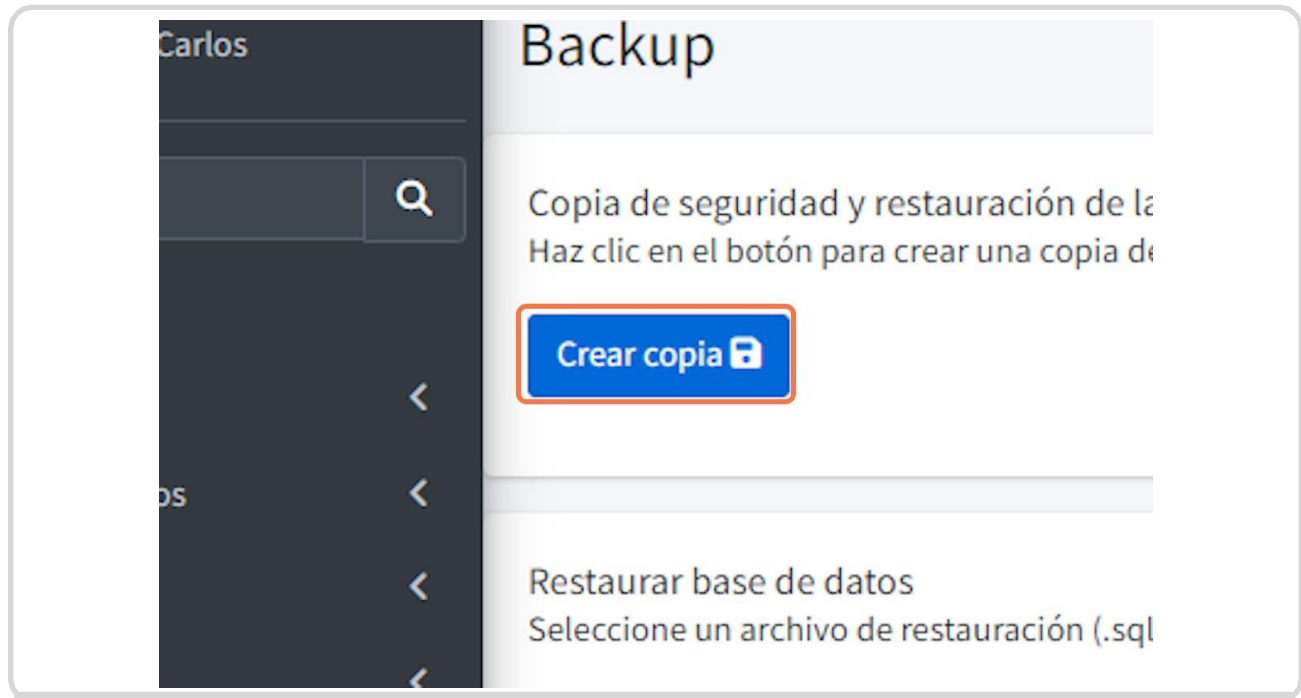 Carlos
Backup
Copia de seguridad y restauración de la
Haz clic en el botón para crear una copia de
Crear copia
os
Restaurar base de datos
Seleccione un archivo de restauración (.sql